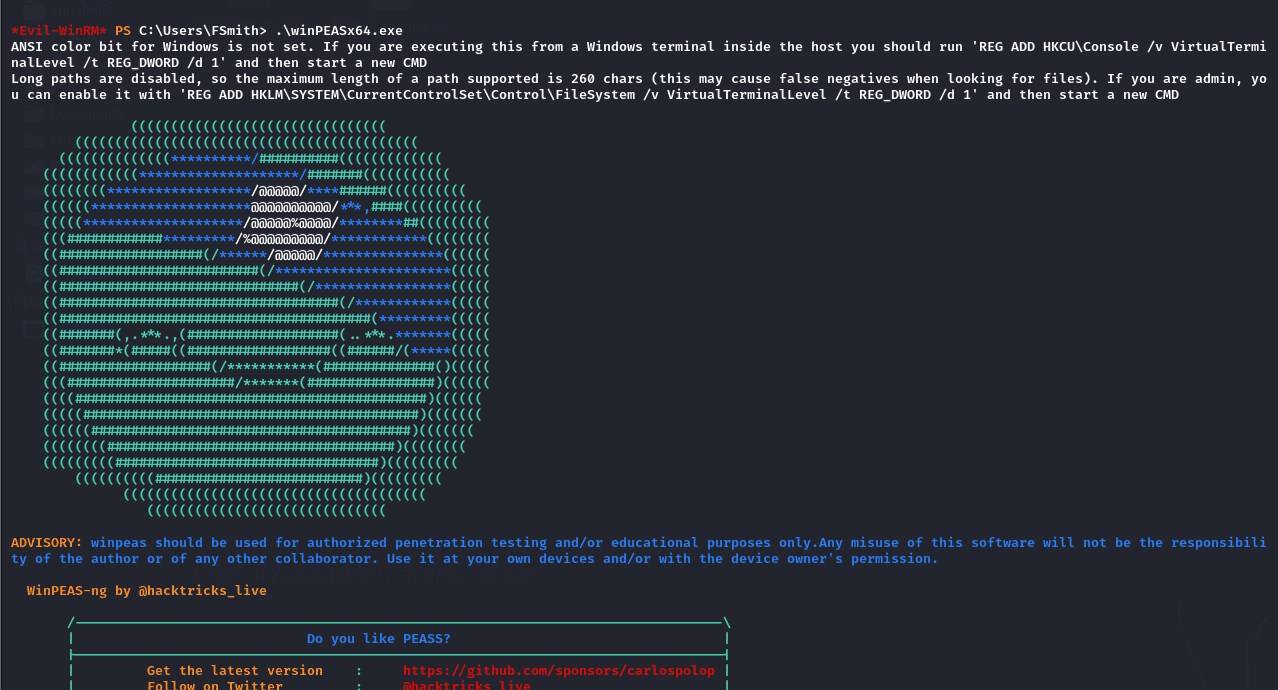 *Evil-WinRM* PS C:\Users\FSmith> .\winPEASx64.exe
ANSI color bit for Windows is not set. If you are executing this from a Windows terminal inside the host you should run 'REG ADD HKCU\Console /v VirtualTermi
nalLevel /t REG_DWORD /d 1' and then start a new CMD
Long paths are disabled, so the maximum length of a path supported is 260 chars (this may cause false negatives when looking for files). If you are admin, yo
u can enable it with 'REG ADD HKLM\SYSTEM\CurrentControlSet\Control\FileSystem /v VirtualTerminalLevel /t REG_DWORD /d 1' and then start a new CMD
ADVISORY: winpeas should be used for authorized penetration testing and/or educational purposes only.Any misuse of this software will not be the responsibili
ty of the author or of any other collaborator. Use it at your own devices and/or with the device owner's permission.
WinPEAS-ng by @hacktricks_live
Do you like PEASS?
Get the latest version : https://github.com/sponsors/carlospolop
Follow on Twitter : @hacktricks_live